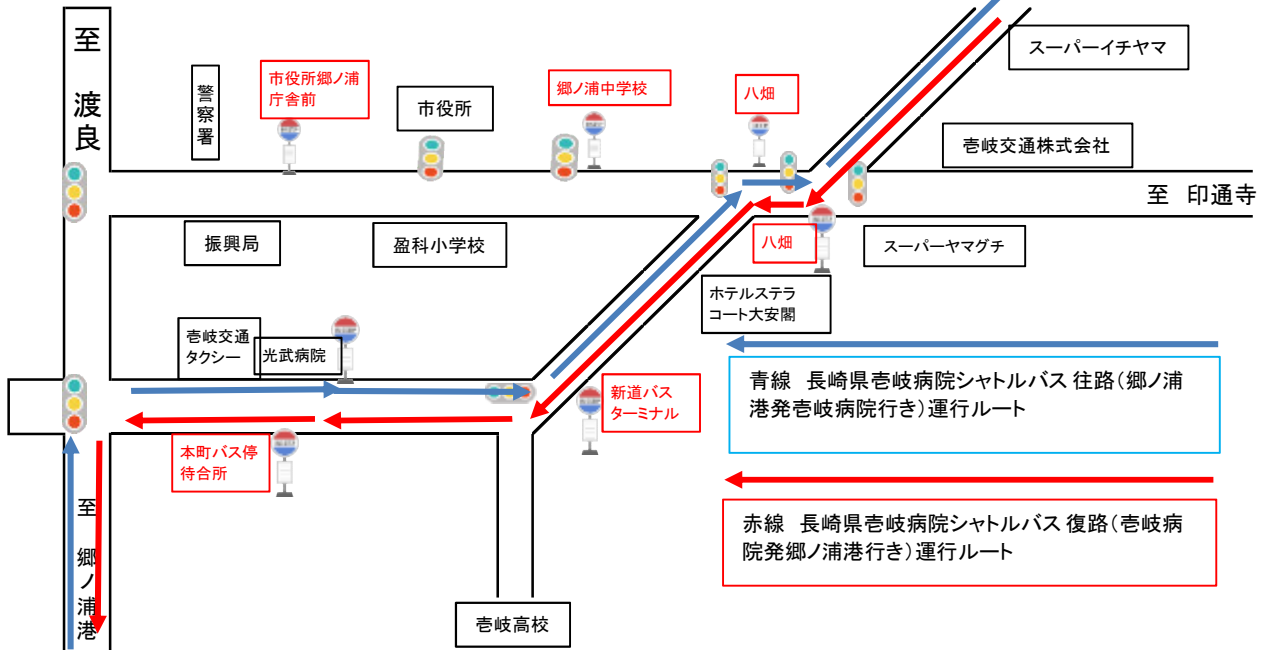 至 渡良
警察署
市役所郷ノ浦
庁舎前
市役所
郷ノ浦中学校
八畑
スーパーイチヤマ
壱岐交通株式会社
至 印通寺
振興局
盈科小学校
八畑
スーパーヤマグチ
ホテルステラ
コート大安閣
壱岐交通
タクシー
光武病院
新道バス
ターミナル
本町バス停
待合所
青線 長崎県壱岐病院シャトルバス 往路(郷ノ浦
港発壱岐病院行き)運行ルート
赤線 長崎県壱岐病院シャトルバス 復路(壱岐病
院発郷ノ浦港行き)運行ルート
至 郷ノ浦港
壱岐高校